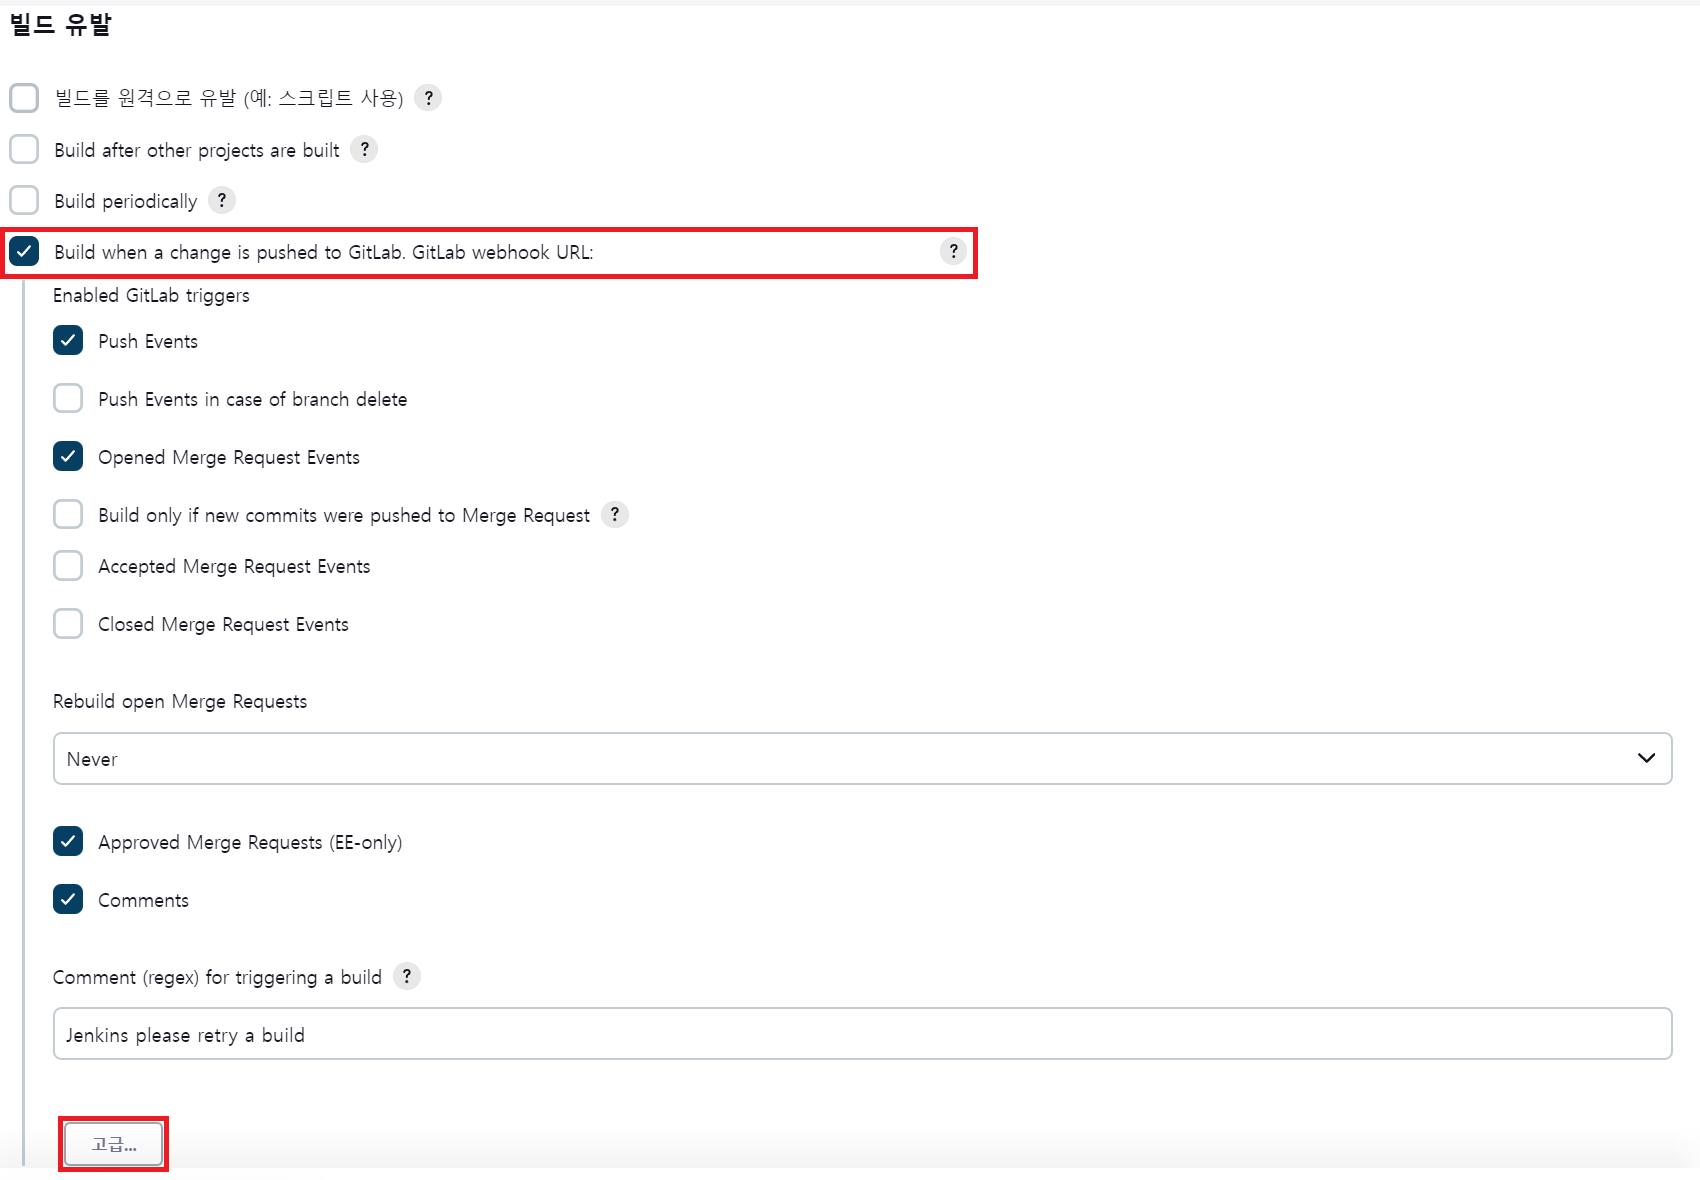 빌드 유발
빌드를 원격으로 유발 (예: 스크립트 사용) ?
Build after other projects are built ?
Build periodically ?
Build when a change is pushed to GitLab. GitLab webhook URL: ?
Enabled GitLab triggers
Push Events
Push Events in case of branch delete
Opened Merge Request Events
Build only if new commits were pushed to Merge Request ?
Accepted Merge Request Events
Closed Merge Request Events
Rebuild open Merge Requests
Never
Approved Merge Requests (EE-only)
Comments
Comment (regex) for triggering a build ?
Jenkins please retry a build
고급...